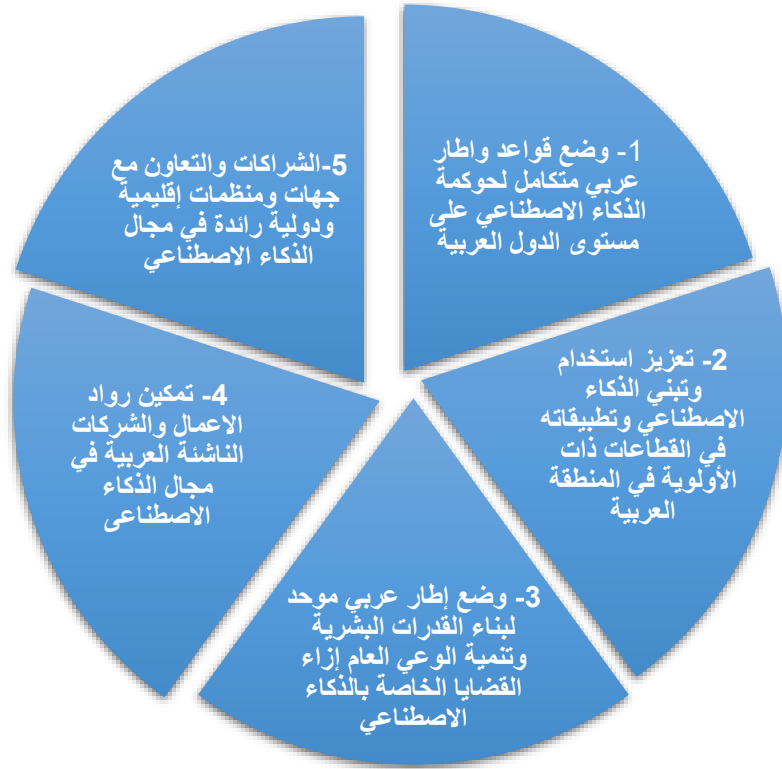 1- وضع قواعد واطار
عربي متكامل لحوكمة
الذكاء الاصطناعي على
مستوى الدول العربية
2- تعزيز استخدام
وتبني الذكاء
الاصطناعي وتطبيقاته
في القطاعات ذات
الأولوية في المنطقة
العربية
3- وضع إطار عربي موحد
لبناء القدرات البشرية
وتنمية الوعي العام إزاء
القضايا الخاصة بالذكاء
الاصطناعي
4- تمكين رواد
الاعمال والشركات
الناشئة العربية في
مجال الذكاء
الاصطناعى
5-الشراكات والتعاون مع
جهات ومنظمات إقليمية
ودولية رائدة في مجال
الذكاء الاصطناعي